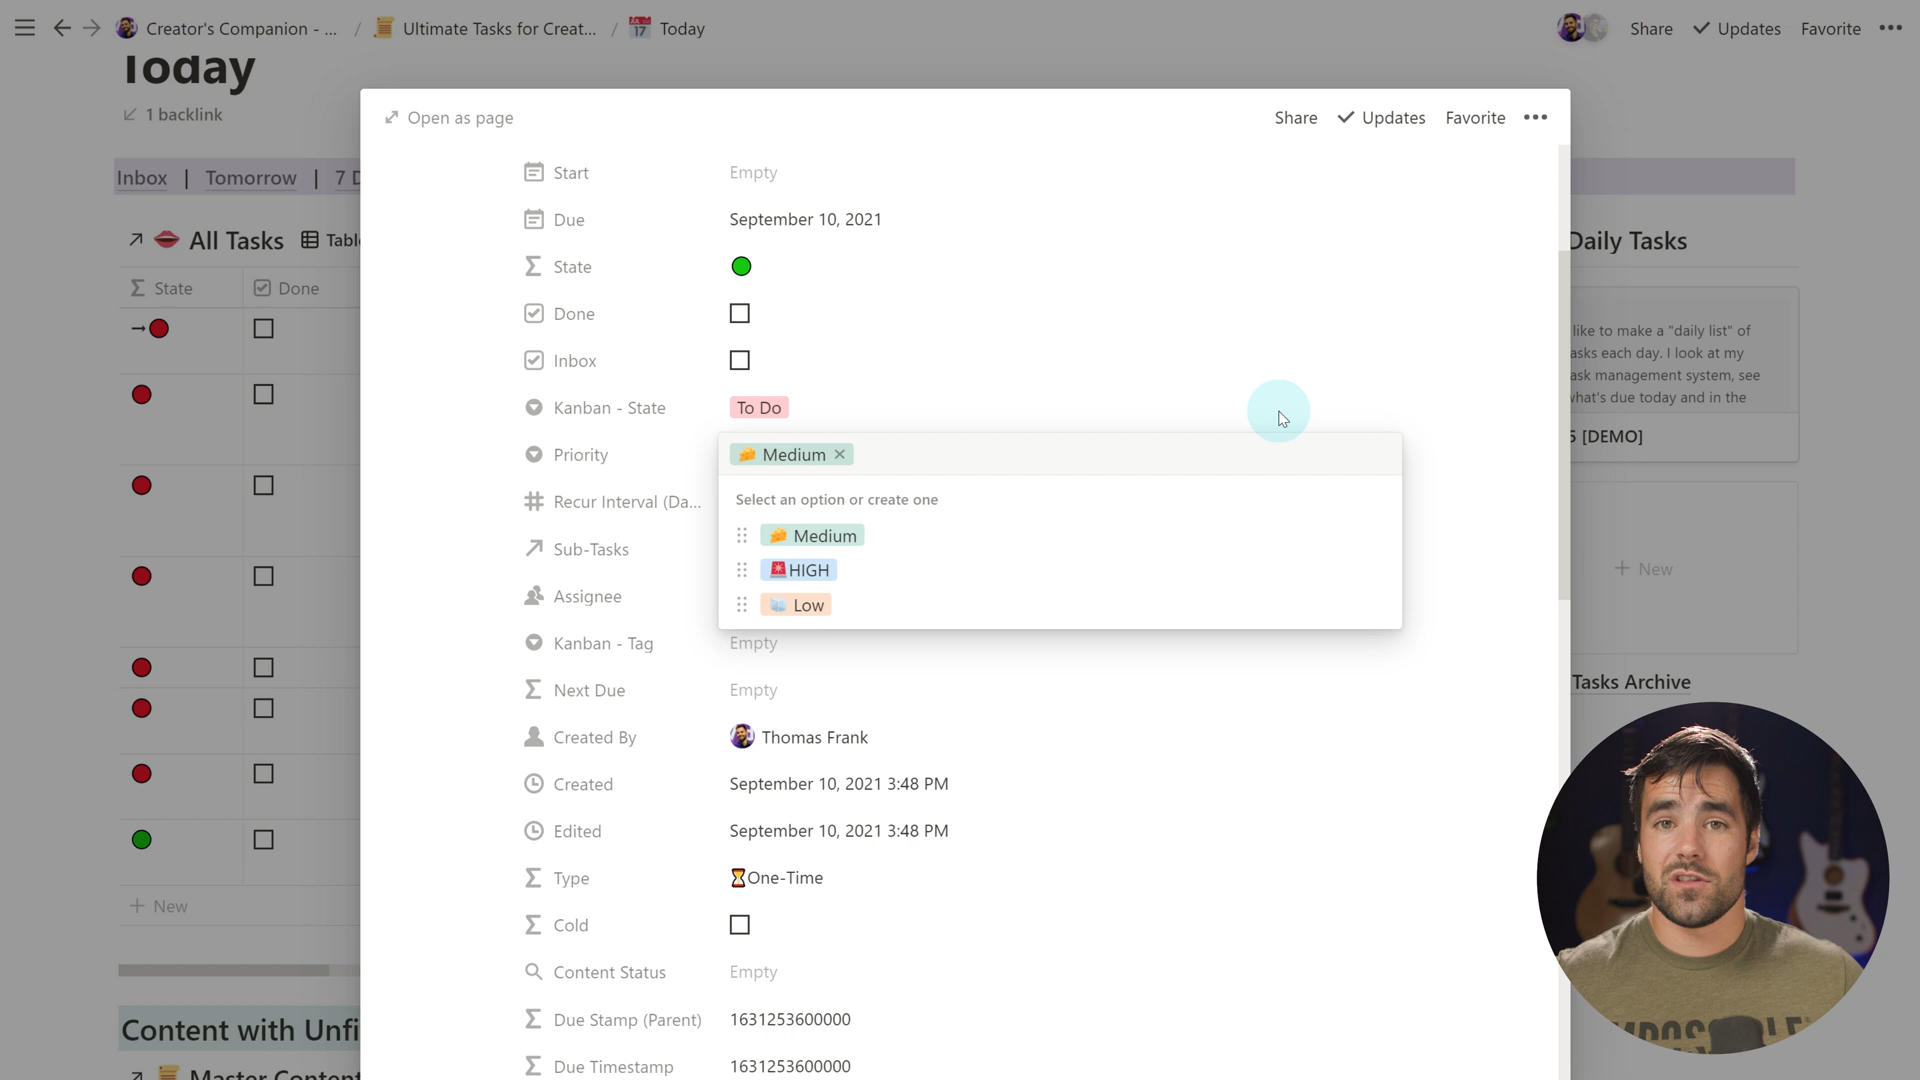 Creator's Companion - ... / Ultimate Tasks for Creat... / Today
Share Updates Favorite
Today
1 backlink
Inbox | Tomorrow | 7 D
All Tasks Table
State Done
New
Content with Unfi
Master Content
Open as page
Share Updates Favorite
Start Empty
Due September 10, 2021
State
Done
Inbox
Kanban - State To Do
Priority Medium
Select an option or create one
Medium
HIGH
Low
Recur Interval (Da...
Sub-Tasks
Assignee
Kanban - Tag Empty
Next Due Empty
Created By Thomas Frank
Created September 10, 2021 3:48 PM
Edited September 10, 2021 3:48 PM
Type One-Time
Cold
Content Status Empty
Due Stamp (Parent) 1631253600000
Due Timestamp 1631253600000
Daily Tasks
like to make a "daily list" of
asks each day. I look at my
ask management system, see
what's due today and in the
5 [DEMO]
New
Tasks Archive